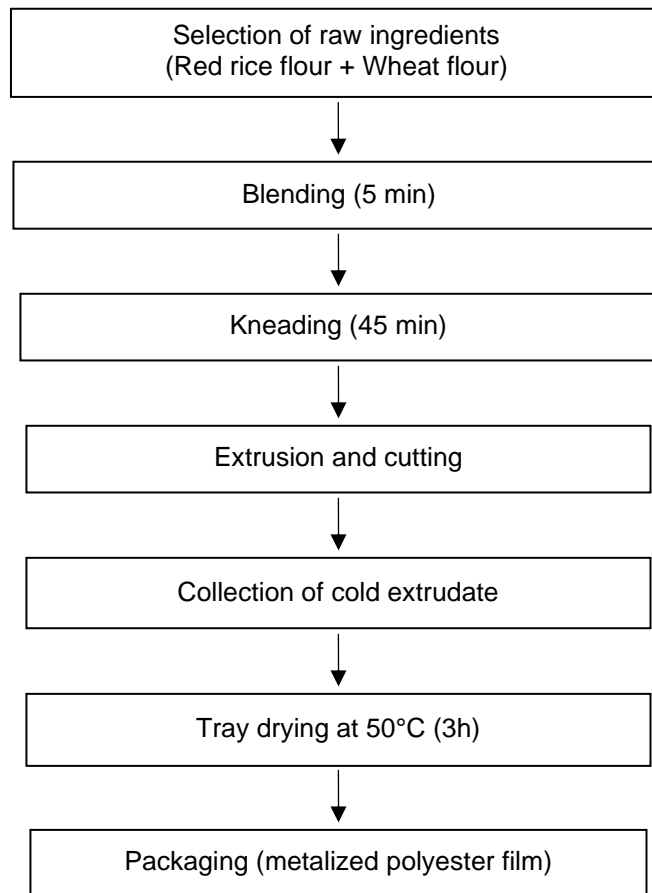 Selection of raw ingredients
(Red rice flour + Wheat flour)
Blending (5 min)
Kneading (45 min)
Extrusion and cutting
Collection of cold extrudate
Tray drying at 50°C (3h)
Packaging (metalized polyester film)